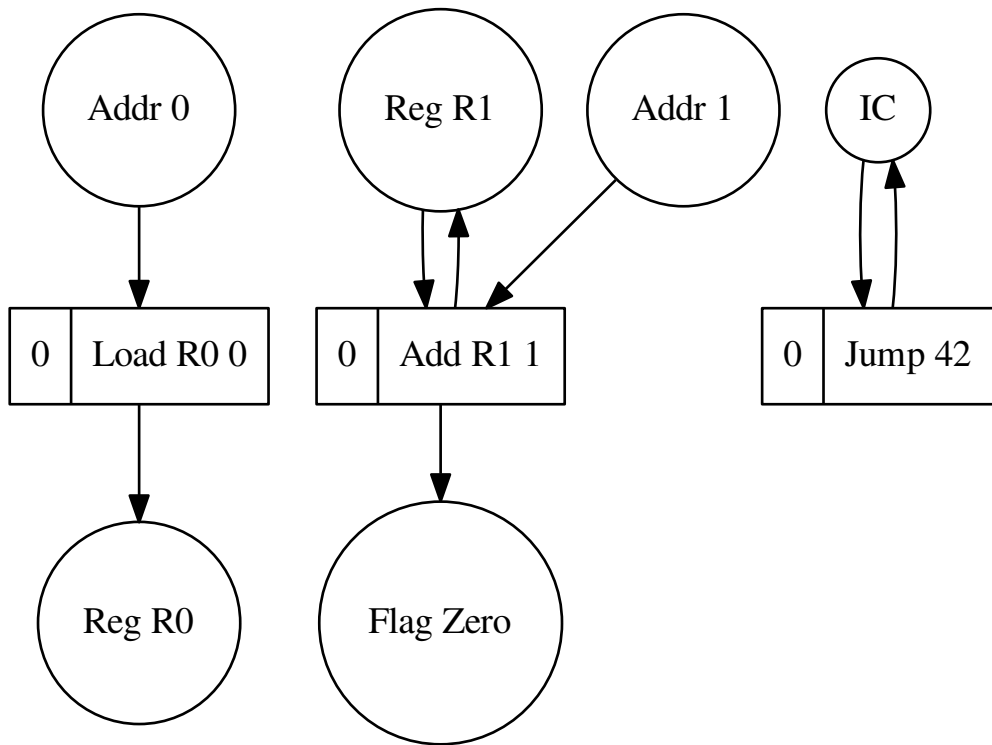 Addr 0
Reg R1
Addr 1
IC
0 Load R0 0
0 Add R1 1
0 Jump 42
Reg R0
Flag Zero